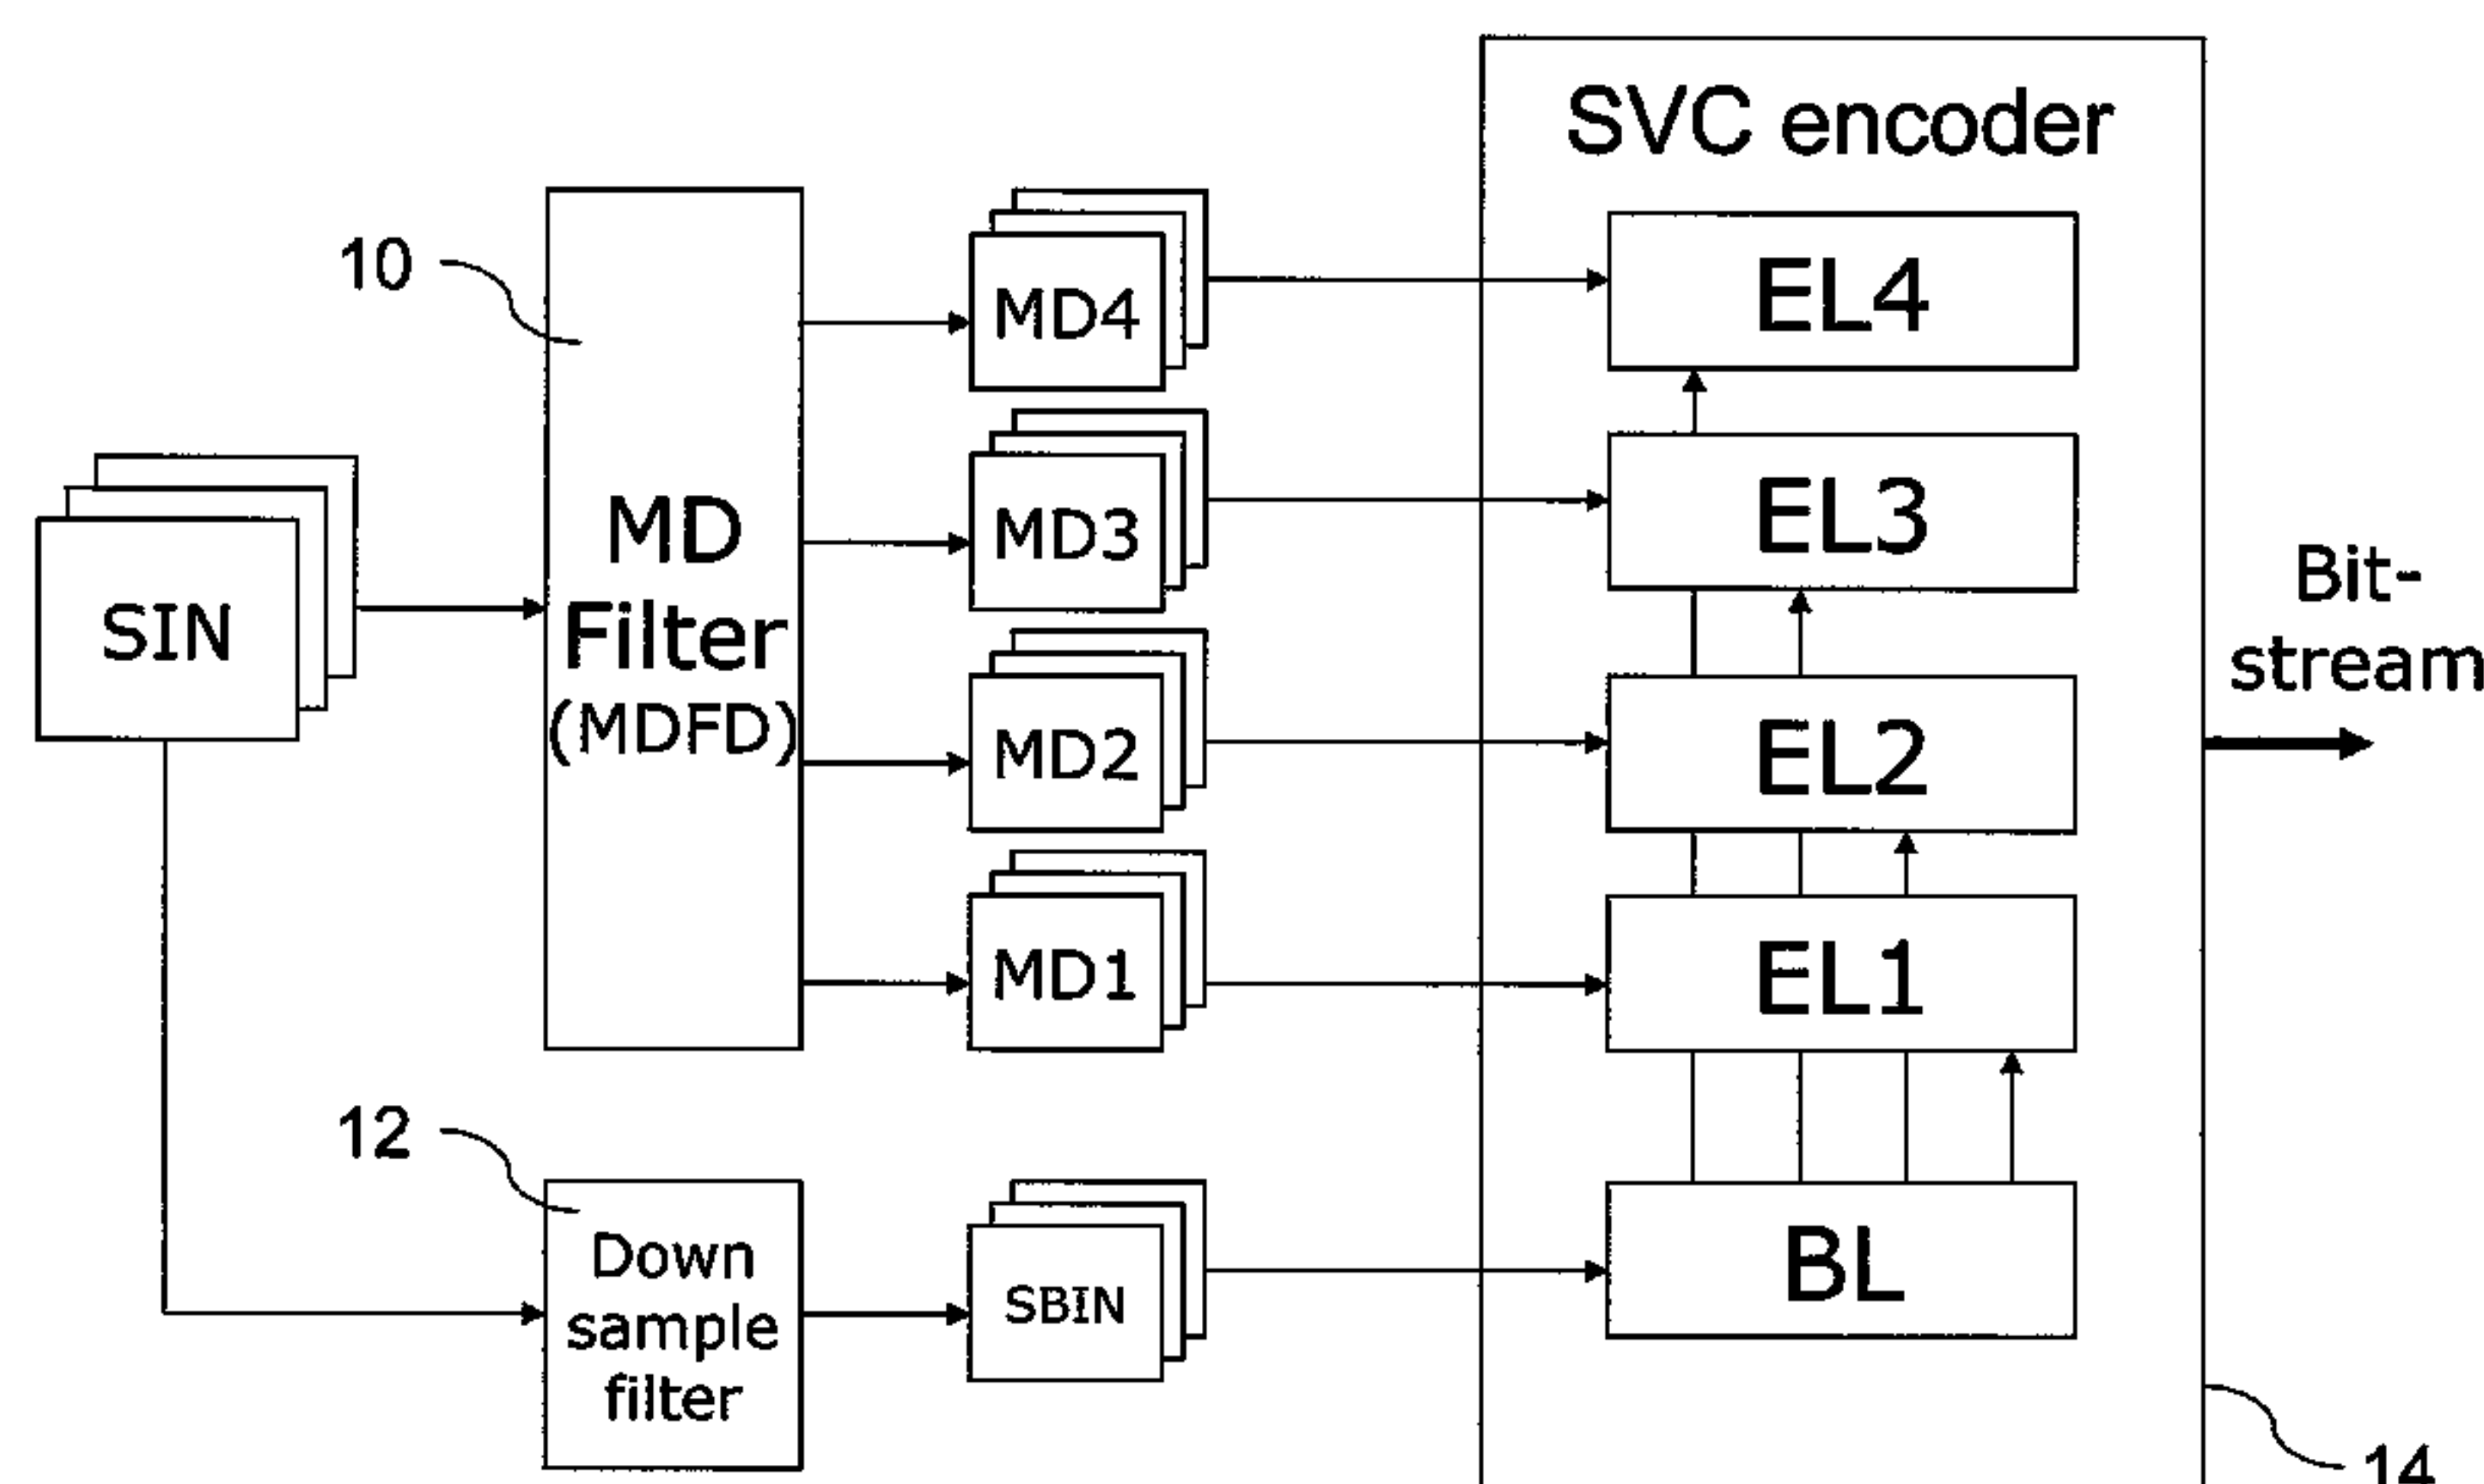 SVC encoder
10
MD4
EL4
MD3
EL3
SIN
MD
Filter
(MDFD)
Bit-
stream
MD2
EL2
MD1
EL1
12
Down
sample
filter
SBIN
BL
14